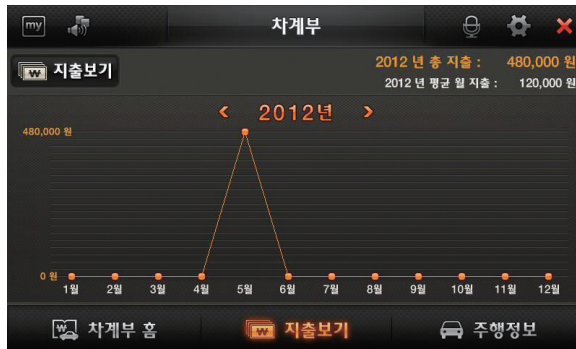 my
차계부
지출보기
2012 년 총 지출 : 480,000 원
2012 년 평균 월 지출 : 120,000 원
2012년
480,000 원
0 원
1월 2월 3월 4월 5월 6월 7월 8월 9월 10월 11월 12월
₩ 차계부 홈
₩ 지출보기
주행정보